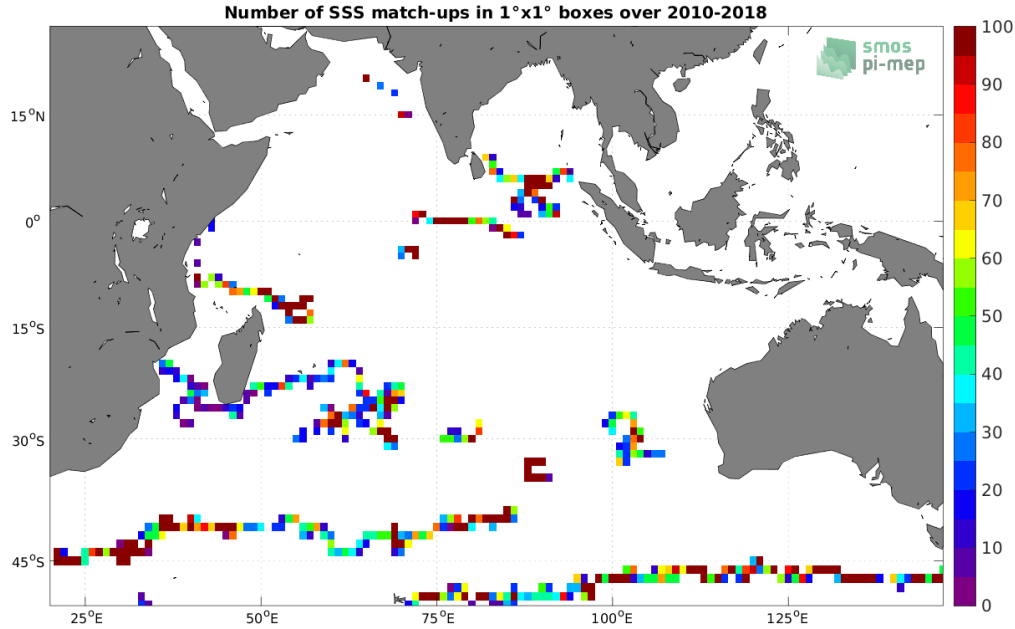 Number of SSS match-ups in 1°x1° boxes over 2010-2018
smos
pi-mep
100
90
80
70
60
50
40
30
20
10
0
15°N
0°
15°S
30°S
45°S
25°E
50°E
75°E
100°E
125°E